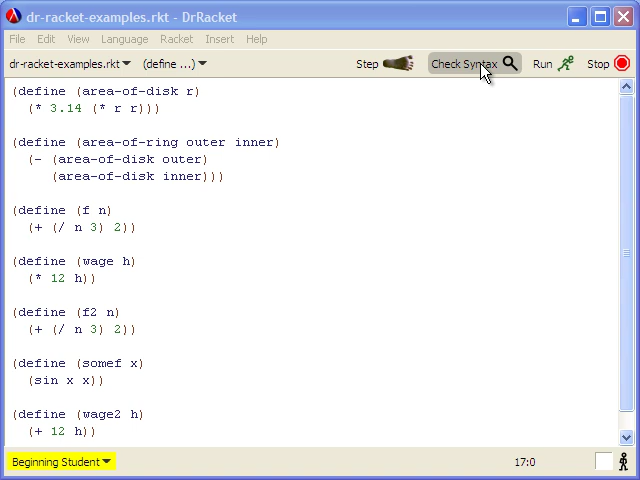 dr-racket-examples.rkt - DrRacket
File Edit View Language Racket Insert Help
dr-racket-examples.rkt (define ...) Step Check Syntax Run Stop
(define (area-of-disk r)
  (* 3.14 (* r r)))
(define (area-of-ring outer inner)
  (- (area-of-disk outer)
     (area-of-disk inner)))
(define (f n)
  (+ (/ n 3) 2))
(define (wage h)
  (* 12 h))
(define (f2 n)
  (+ (/ n 3) 2))
(define (somef x)
  (sin x x))
(define (wage2 h)
  (+ 12 h))
Beginning Student 17:0